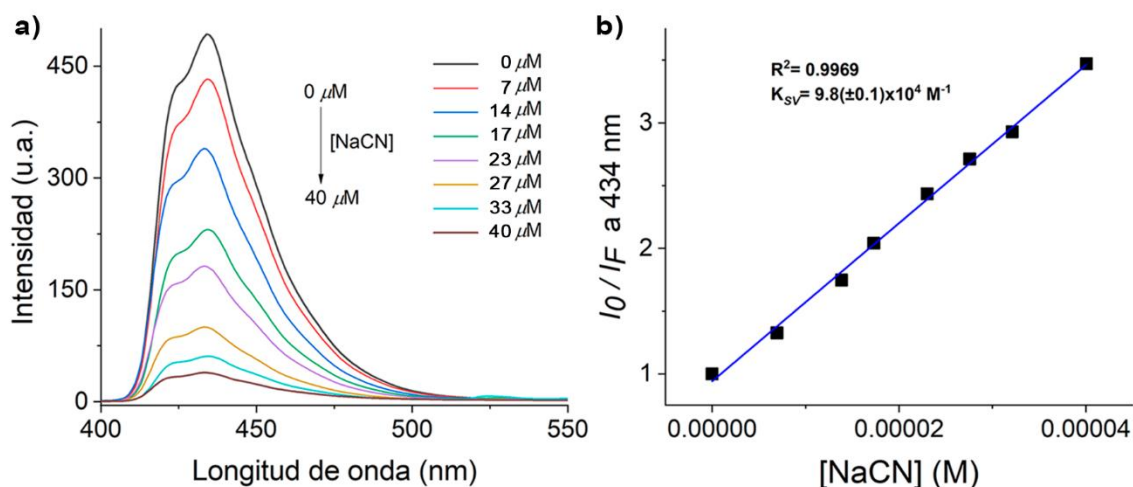 a)
Intensidad (u.a.)
450
300
150
0
400
450
500
550
Longitud de onda (nm)
0 μM
[NaCN]
40 μM
0 μM
7 μM
14 μM
17 μM
23 μM
27 μM
33 μM
40 μM
b)
I0 / IF a 434 nm
3
2
1
0.00000
0.00002
0.00004
[NaCN] (M)
R²= 0.9969
KSV= 9.8(±0.1)x10⁴ M⁻¹